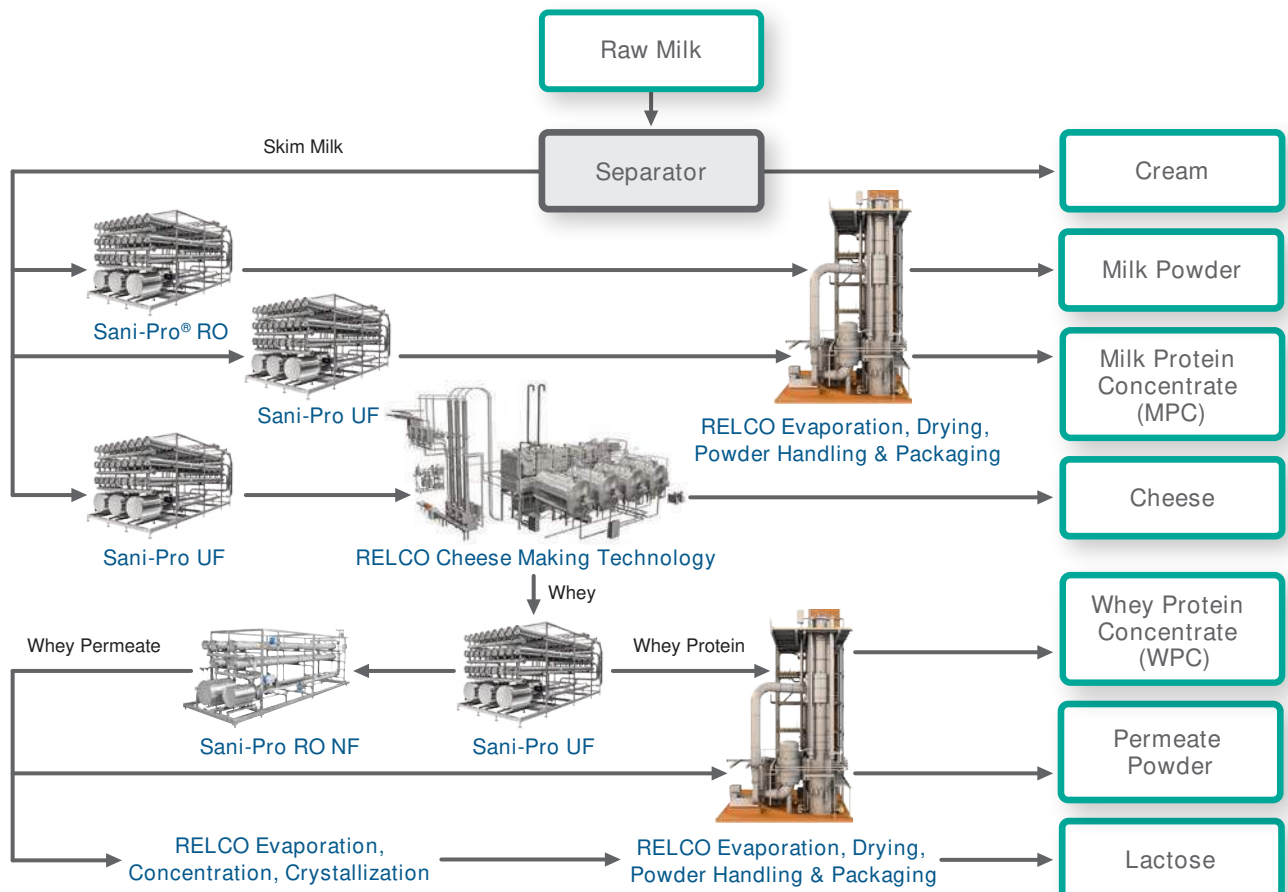 Raw Milk
Skim Milk
Separator
Cream
Milk Powder
Sani-Pro® RO
Milk Protein
Concentrate
(MPC)
Sani-Pro UF
RELCO Evaporation, Drying,
Powder Handling & Packaging
Cheese
Sani-Pro UF
RELCO Cheese Making Technology
Whey
Whey Protein
Concentrate
(WPC)
Whey Permeate
Whey Protein
Sani-Pro RO NF
Sani-Pro UF
Permeate
Powder
RELCO Evaporation,
Concentration, Crystallization
RELCO Evaporation, Drying,
Powder Handling & Packaging
Lactose